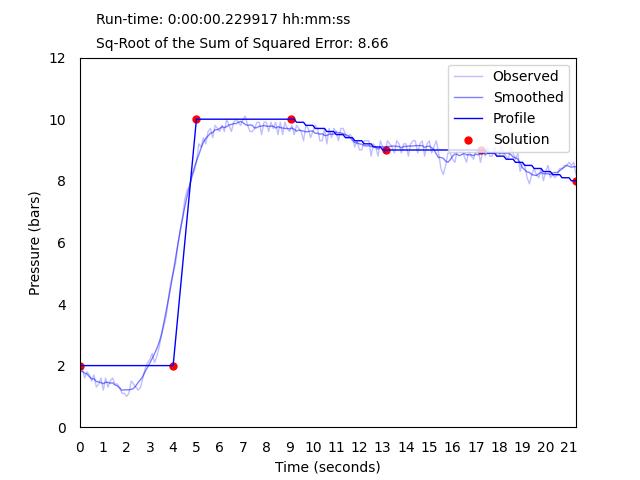 Run-time: 0:00:00.229917 hh:mm:ss
Sq-Root of the Sum of Squared Error: 8.66
12
10
8
6
4
2
0
Pressure (bars)
Observed
Smoothed
Profile
Solution
0 1 2 3 4 5 6 7 8 9 10 11 12 13 14 15 16 17 18 19 20 21
Time (seconds)